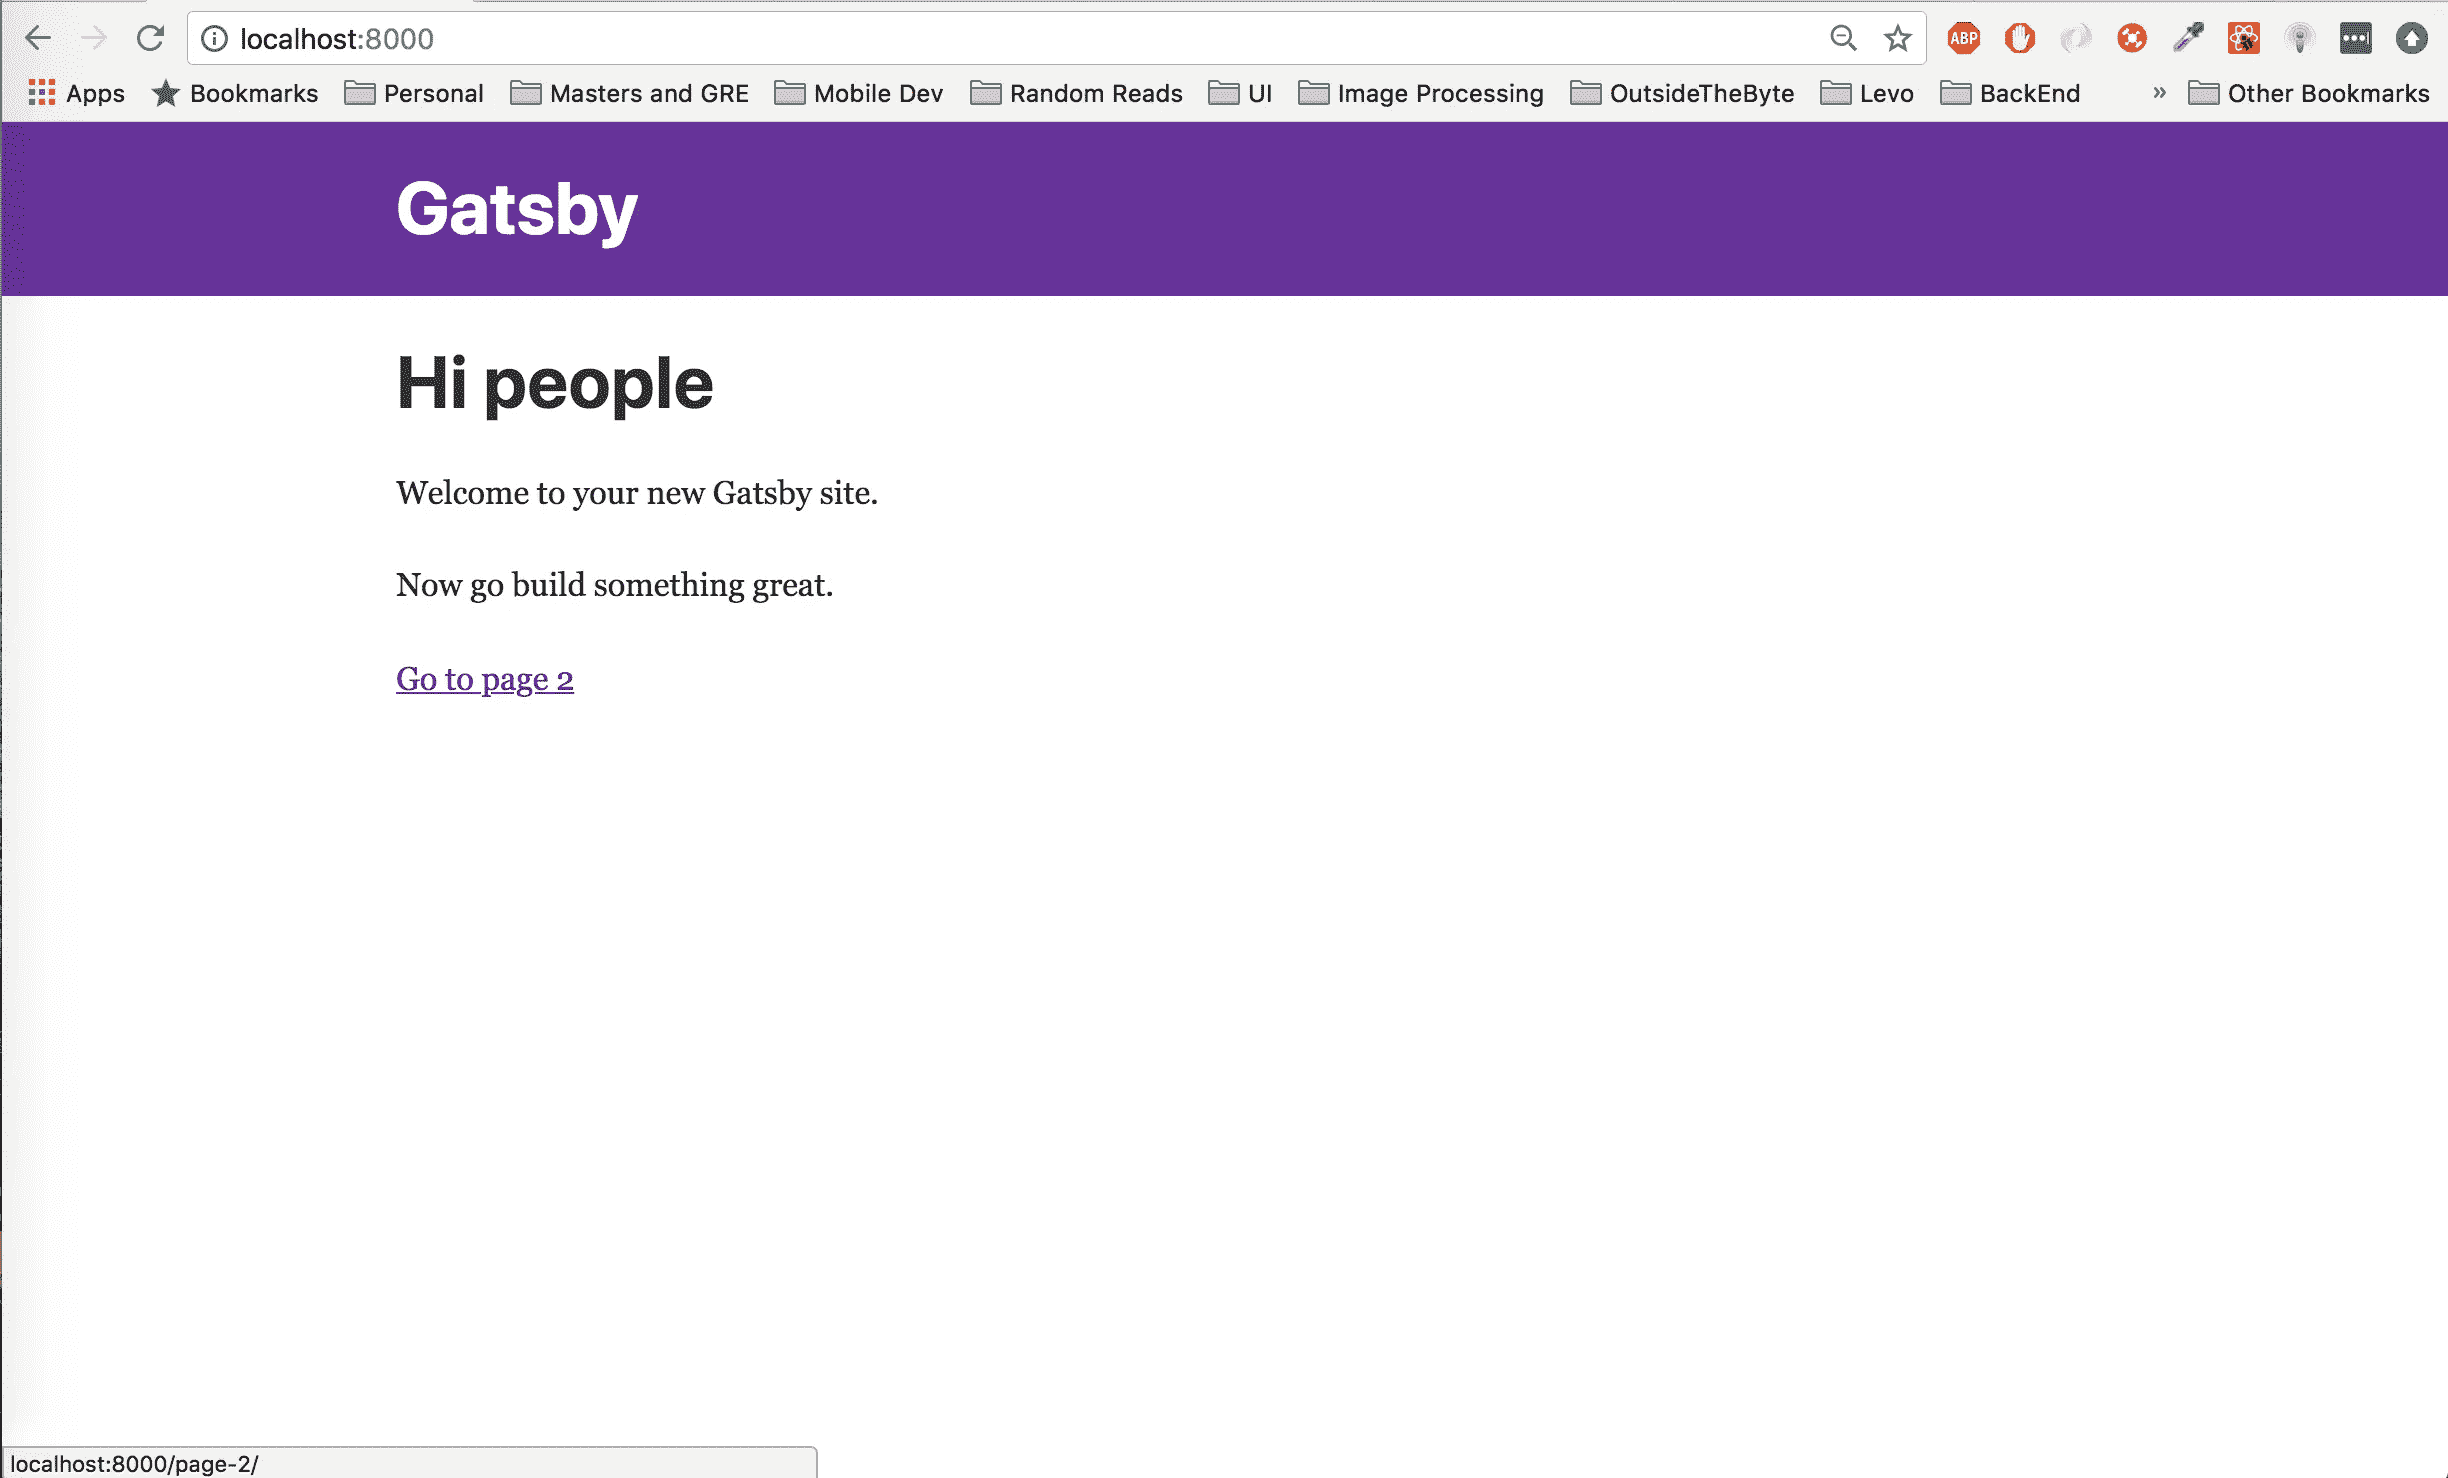 localhost:8000
ABP
Apps Bookmarks Personal Masters and GRE Mobile Dev Random Reads UI Image Processing OutsideTheByte Levo BackEnd » Other Bookmarks
Gatsby
Hi people
Welcome to your new Gatsby site.
Now go build something great.
Go to page 2
localhost:8000/page-2/